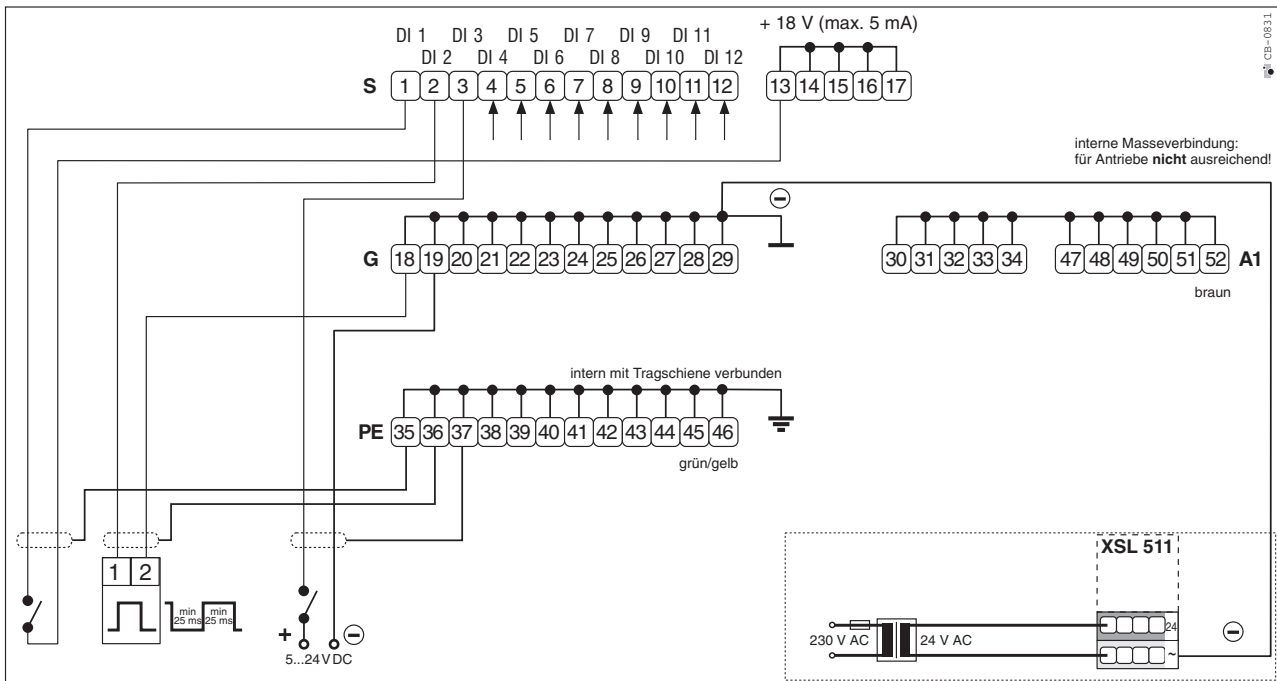 + 18 V (max. 5 mA)
CB-0831
DI 1 DI 3 DI 5 DI 7 DI 9 DI 11
DI 2 DI 4 DI 6 DI 8 DI 10 DI 12
S 1 2 3 4 5 6 7 8 9 10 11 12 13 14 15 16 17
interne Masseverbindung:
für Antriebe nicht ausreichend!
G 18 19 20 21 22 23 24 25 26 27 28 29 30 31 32 33 34 47 48 49 50 51 52 A1
braun
intern mit Tragschiene verbunden
PE 35 36 37 38 39 40 41 42 43 44 45 46
grün/gelb
XSL 511
1 2
min min
25 ms 25 ms
+ −
5...24 V DC
24
230 V AC 24 V AC
~